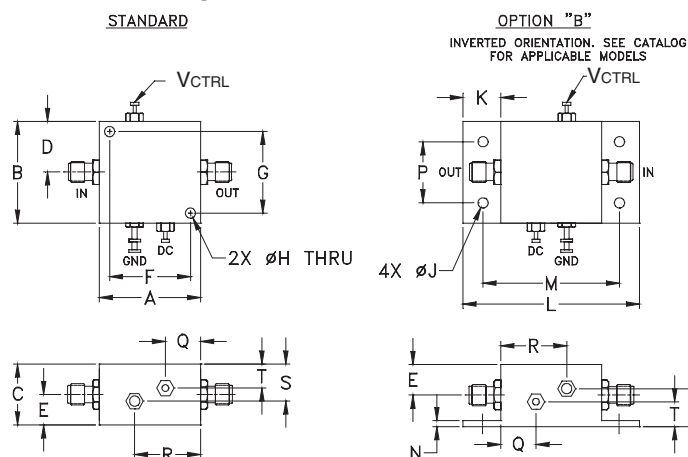 STANDARD
OPTION "B"
INVERTED ORIENTATION. SEE CATALOG
FOR APPLICABLE MODELS
VCTRL
VCTRL
K
D
B
G
P
IN
OUT
OUT
IN
GND
DC
2X øH THRU
DC
GND
F
4X øJ
M
A
L
Q
R
C
E
T
S
E
T
R
N
Q